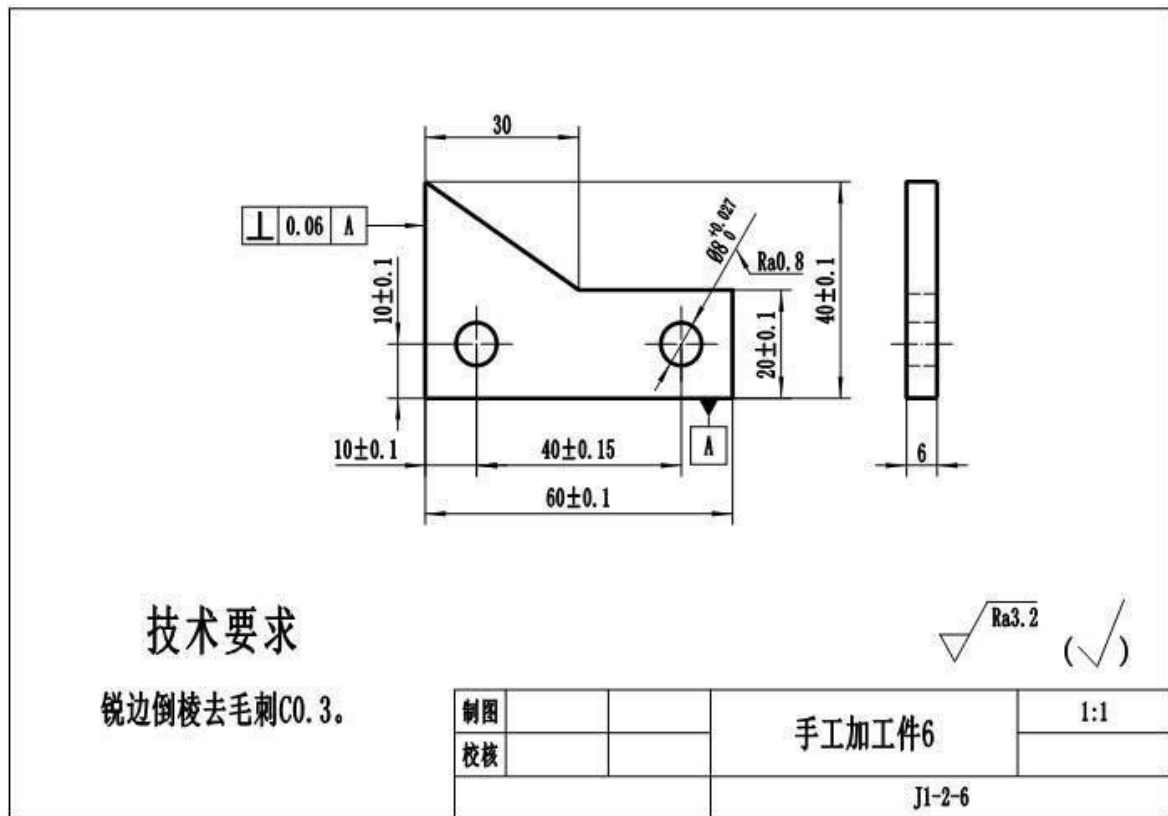 30
⊥ 0.06 A
10±0.1
Ø8 +0.027 0
Ra0.8
20±0.1
40±0.1
A
10±0.1
40±0.15
6
60±0.1
技术要求
锐边倒棱去毛刺C0.3。
Ra3.2
(√)
制图
校核
手工加工件6
1:1
J1-2-6